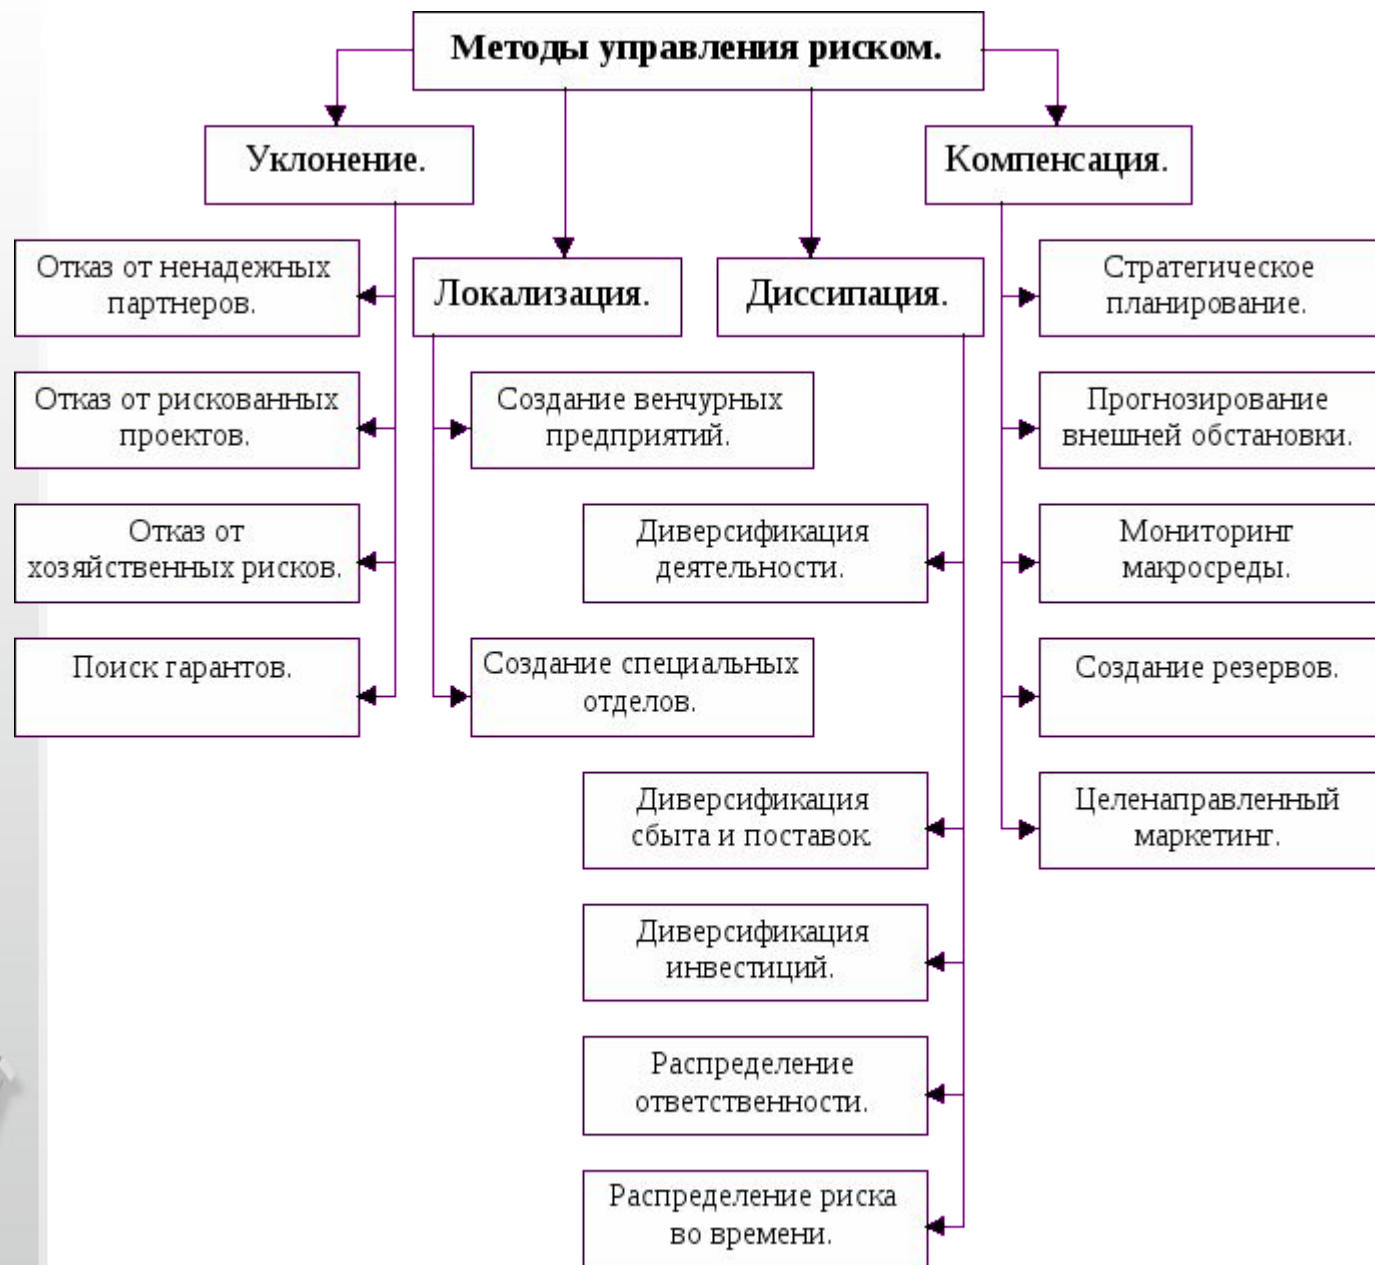 Методы управления риском.
Уклонение.
Компенсация.
Локализация.
Диссипация.
Отказ от ненадежных
партнеров.
Отказ от рискованных
проектов.
Отказ от
хозяйственных рисков.
Поиск гарантов.
Создание венчурных
предприятий.
Создание специальных
отделов.
Диверсификация
деятельности.
Диверсификация
сбыта и поставок.
Диверсификация
инвестиций.
Распределение
ответственности.
Распределение риска
во времени.
Стратегическое
планирование.
Прогнозирование
внешней обстановки.
Мониторинг
макросреды.
Создание резервов.
Целенаправленный
маркетинг.